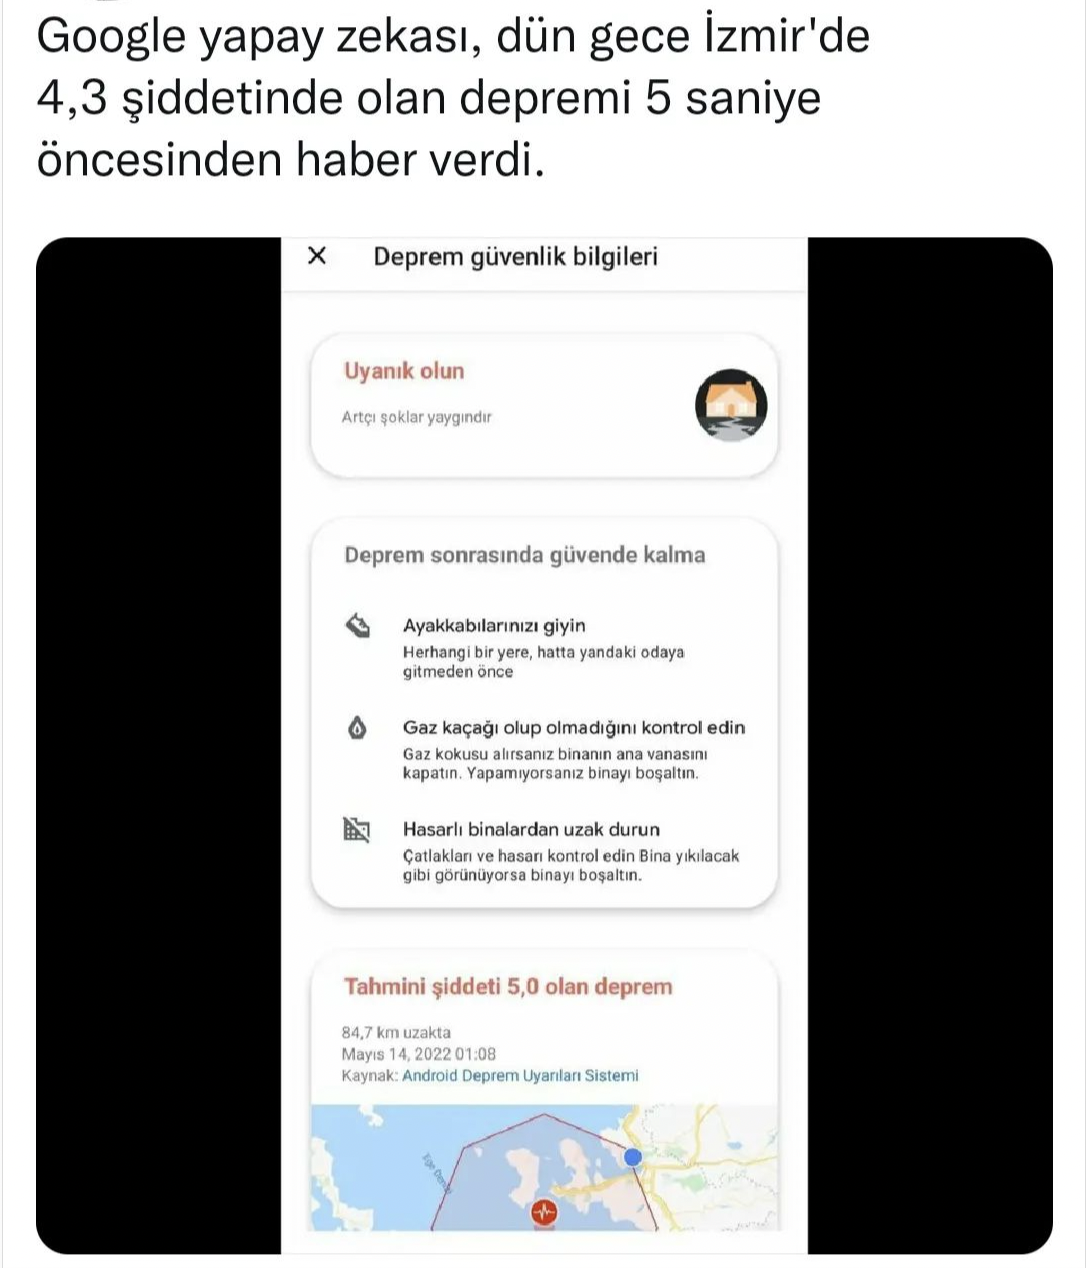 Google yapay zekası, dün gece İzmir'de
4,3 şiddetinde olan depremi 5 saniye
öncesinden haber verdi.
Deprem güvenlik bilgileri
Uyanık olun
Artçı şoklar yaygındır
Deprem sonrasında güvende kalma
Ayakkabılarınızı giyin
Herhangi bir yere, hatta yandaki odaya
gitmeden önce
Gaz kaçağı olup olmadığını kontrol edin
Gaz kokusu alırsanız binanın ana vanasını
kapatın. Yapamıyorsanız binayı boşaltın.
Hasarlı binalardan uzak durun
Çatlakları ve hasarı kontrol edin Bina yıkılacak
gibi görünüyorsa binayı boşaltın.
Tahmini şiddeti 5,0 olan deprem
84,7 km uzakta
Mayıs 14, 2022 01:08
Kaynak: Android Deprem Uyarıları Sistemi
Ege Denizi